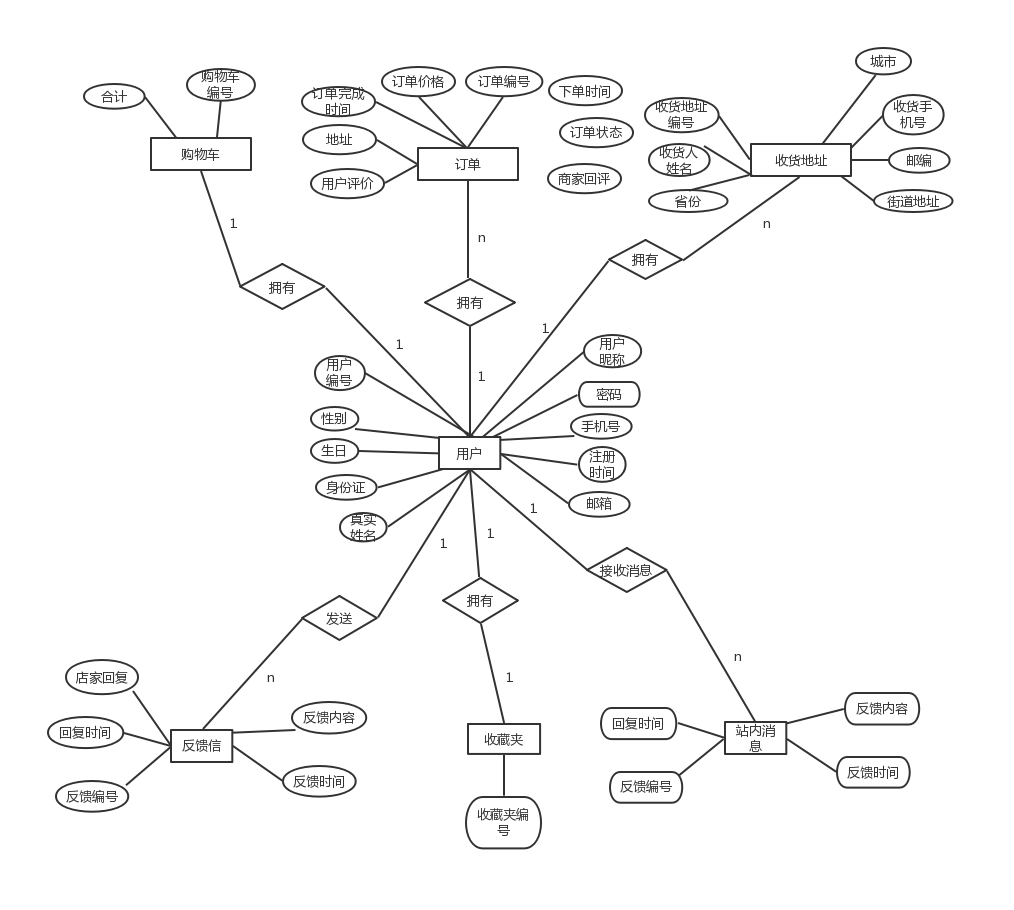 城市
购物车
编号
合计
订单价格
订单编号
下单时间
订单完成
时间
收货地址
编号
收货手
机号
地址
订单状态
购物车
订单
收货人
姓名
收货地址
邮编
用户评价
商家回评
省份
街道地址
1
n
n
拥有
拥有
拥有
1
1
1
用户
编号
用户
昵称
密码
性别
手机号
生日
用户
注册
时间
身份证
邮箱
真实
姓名
1
1
1
发送
拥有
接收消息
n
1
n
店家回复
回复时间
反馈内容
反馈信
反馈编号
反馈时间
收藏夹
收藏夹编
号
回复时间
反馈内容
站内消
息
反馈编号
反馈时间